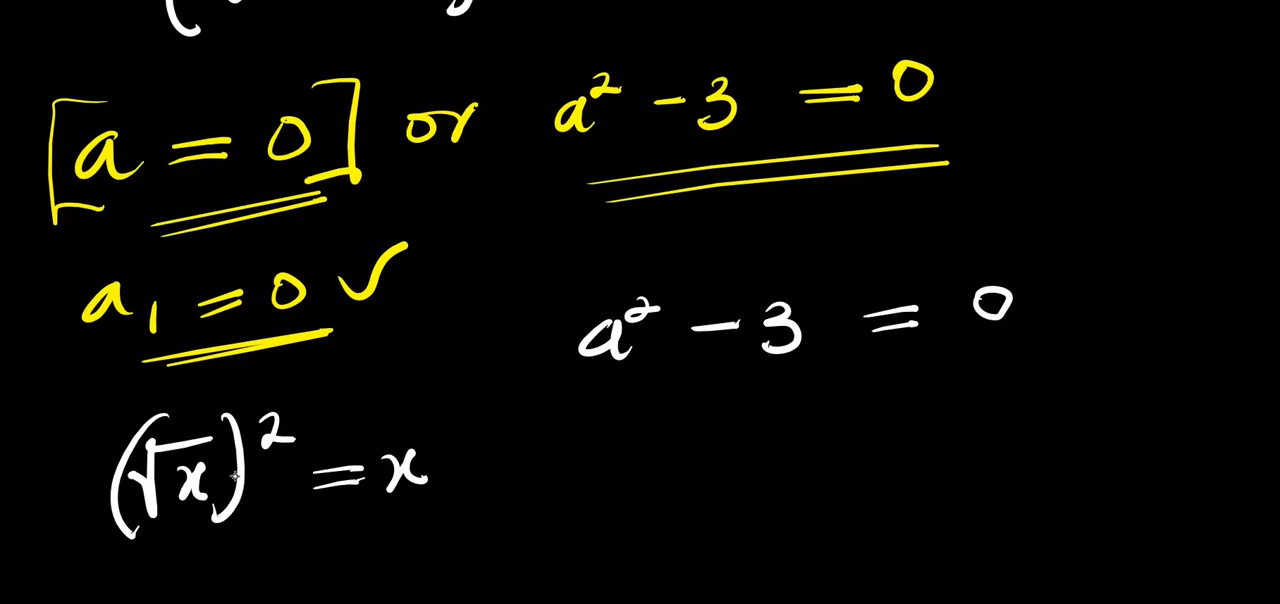 [a = 0] or a² - 3 = 0
a₁ = 0 ✓
a² - 3 = 0
(√x)² = x